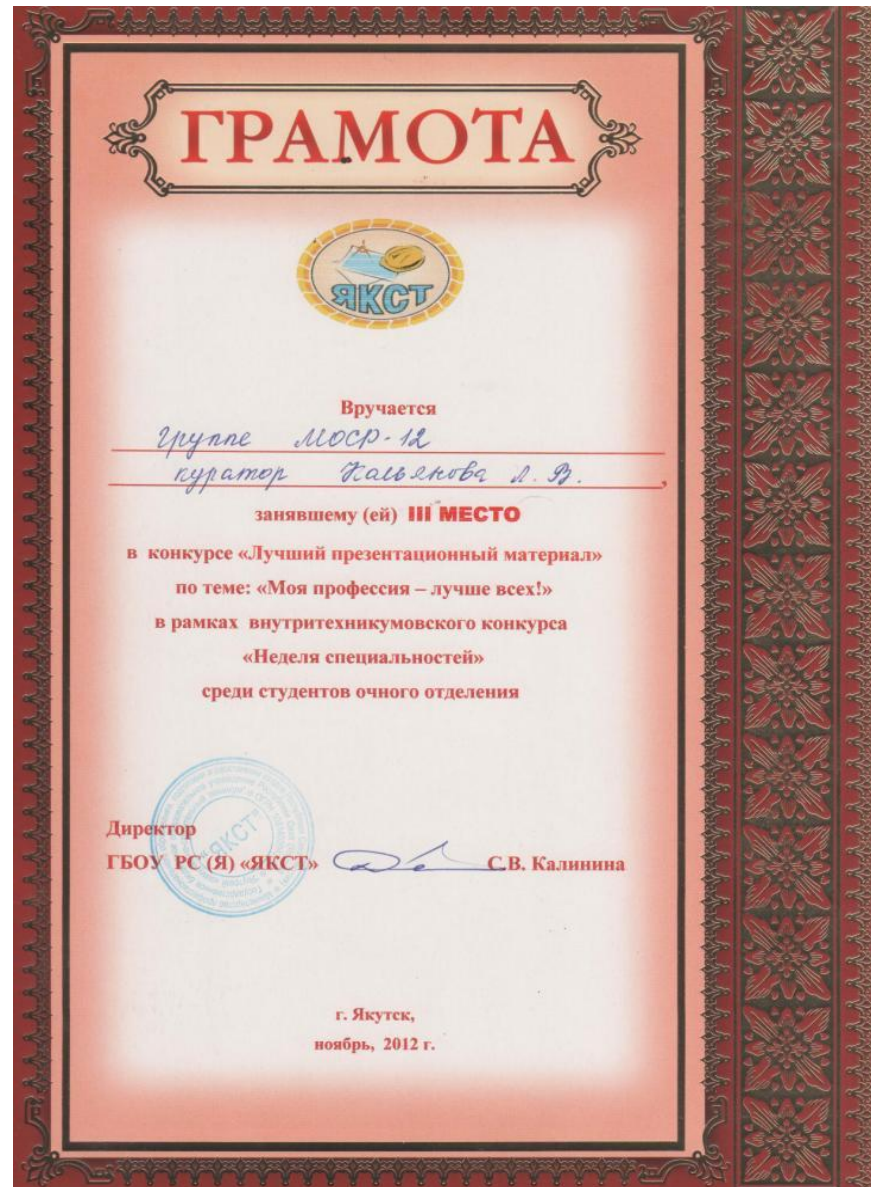 ГРАМОТА
ЯКСТ
Вручается
группе МОСР-12
куратор Кальянова Л. В.,
занявшему (ей) III МЕСТО
в конкурсе «Лучший презентационный материал»
по теме: «Моя профессия – лучше всех!»
в рамках внутритехникумовского конкурса
«Неделя специальностей»
среди студентов очного отделения
"ЯКСТ"
Директор
ГБОУ РС (Я) «ЯКСТ» С.В. Калинина
г. Якутск,
ноябрь, 2012 г.